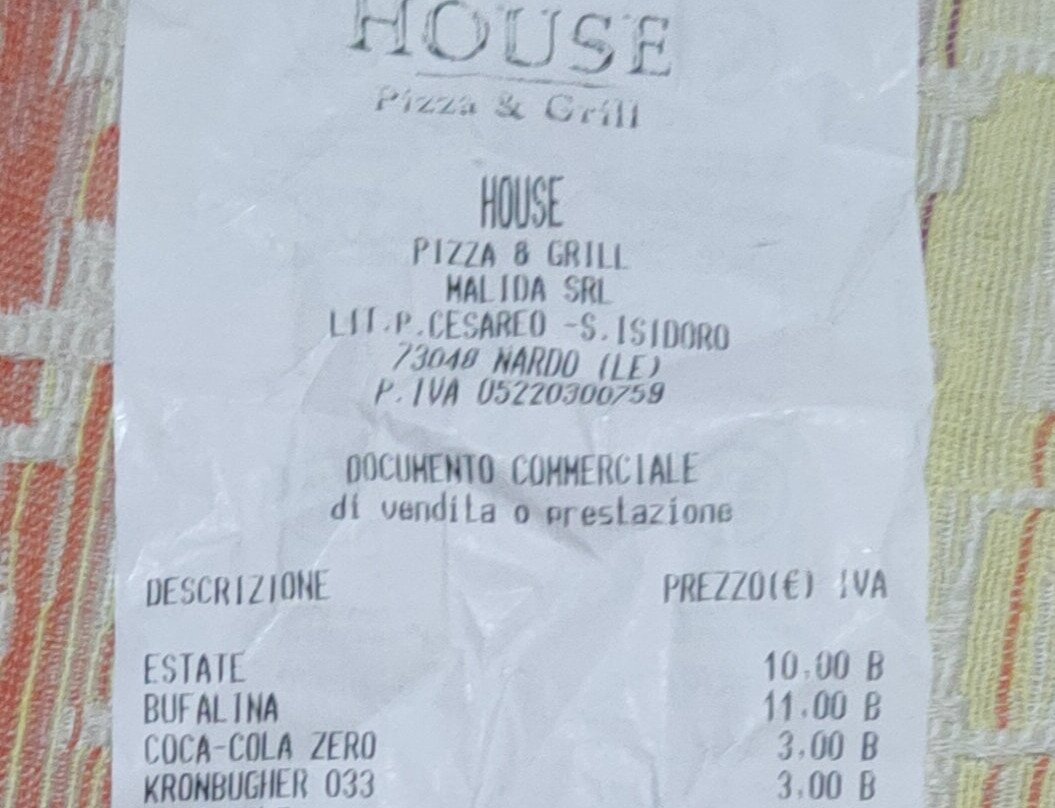 HOUSE
Pizza & Grill
HOUSE
PIZZA & GRILL
MALIDA SRL
LIT.P.CESAREO -S.ISIDORO
73048 NARDO (LE)
P.IVA 05220300759
DOCUMENTO COMMERCIALE
di vendita o prestazione
DESCRIZIONE PREZZO(€) IVA
ESTATE 10,00 B
BUFALINA 11,00 B
COCA-COLA ZERO 3,00 B
KRONBUGHER 033 3,00 B